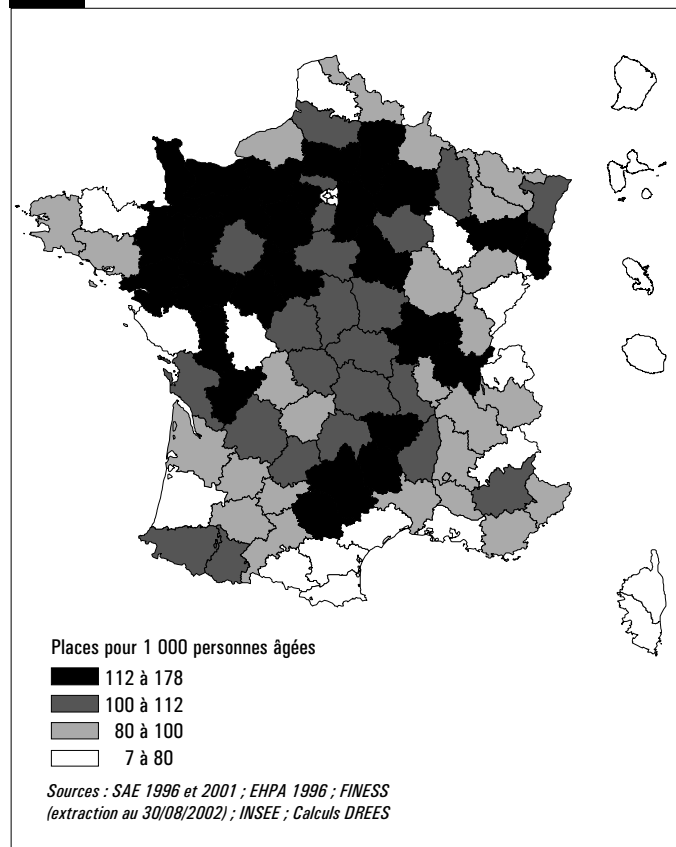 Places pour 1 000 personnes âgées
112 à 178
100 à 112
80 à 100
7 à 80
Sources : SAE 1996 et 2001 ; EHPA 1996 ; FINESS
(extraction au 30/08/2002) ; INSEE ; Calculs DREES